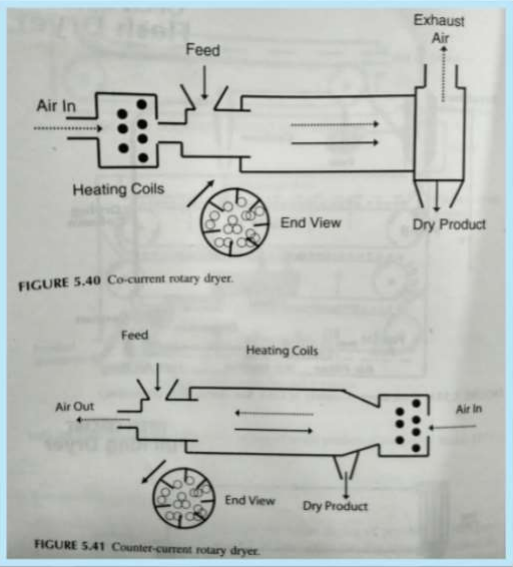 Exhaust
Air
Feed
Air In
Heating Coils
End View
Dry Product
FIGURE 5.40 Co-current rotary dryer.
Feed
Heating Coils
Air Out
Air In
End View
Dry Product
FIGURE 5.41 Counter-current rotary dryer.